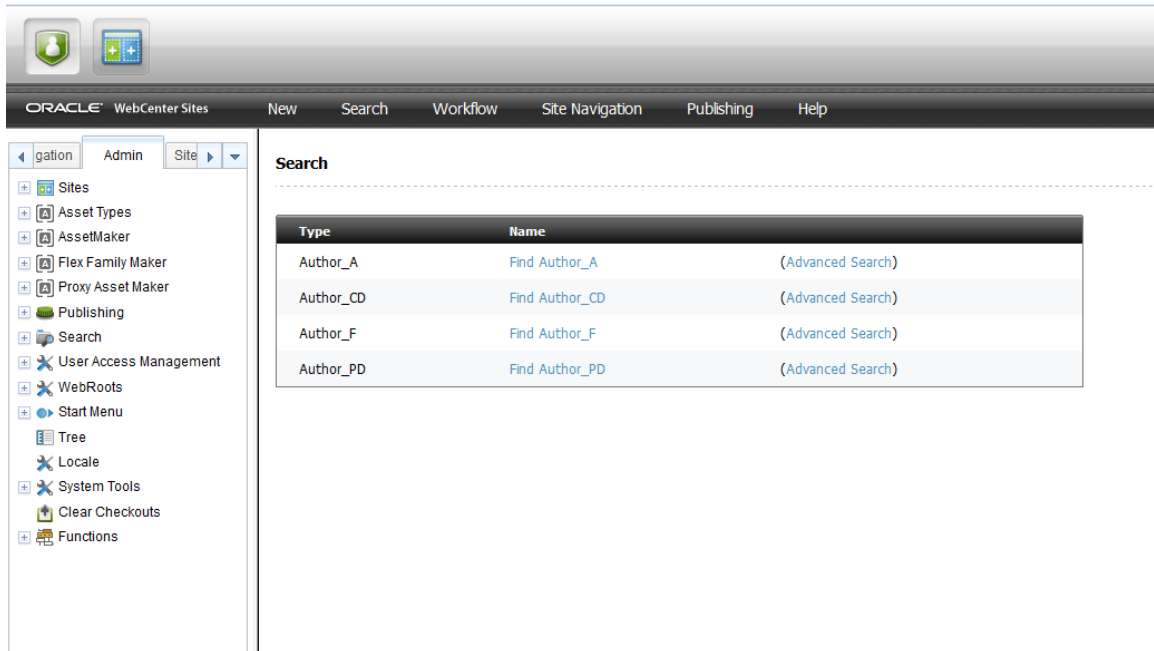 ORACLE WebCenter Sites New Search Workflow Site Navigation Publishing Help
gation Admin Site
Sites
Asset Types
AssetMaker
Flex Family Maker
Proxy Asset Maker
Publishing
Search
User Access Management
WebRoots
Start Menu
Tree
Locale
System Tools
Clear Checkouts
Functions
Search
Type Name
Author_A Find Author_A (Advanced Search)
Author_CD Find Author_CD (Advanced Search)
Author_F Find Author_F (Advanced Search)
Author_PD Find Author_PD (Advanced Search)